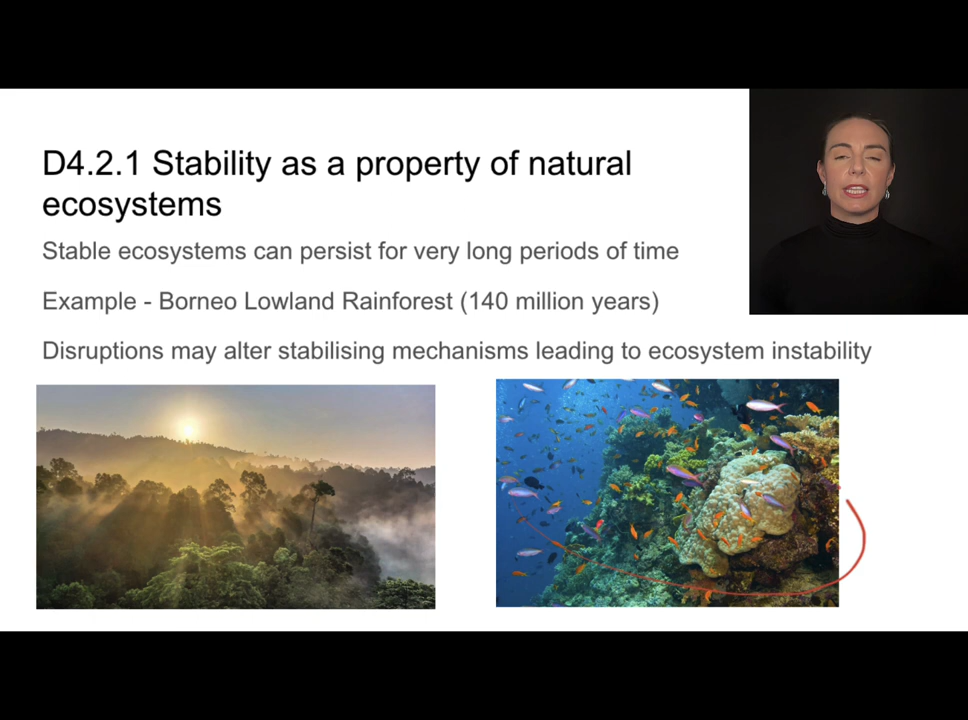 D4.2.1 Stability as a property of natural
ecosystems
Stable ecosystems can persist for very long periods of time
Example - Borneo Lowland Rainforest (140 million years)
Disruptions may alter stabilising mechanisms leading to ecosystem instability